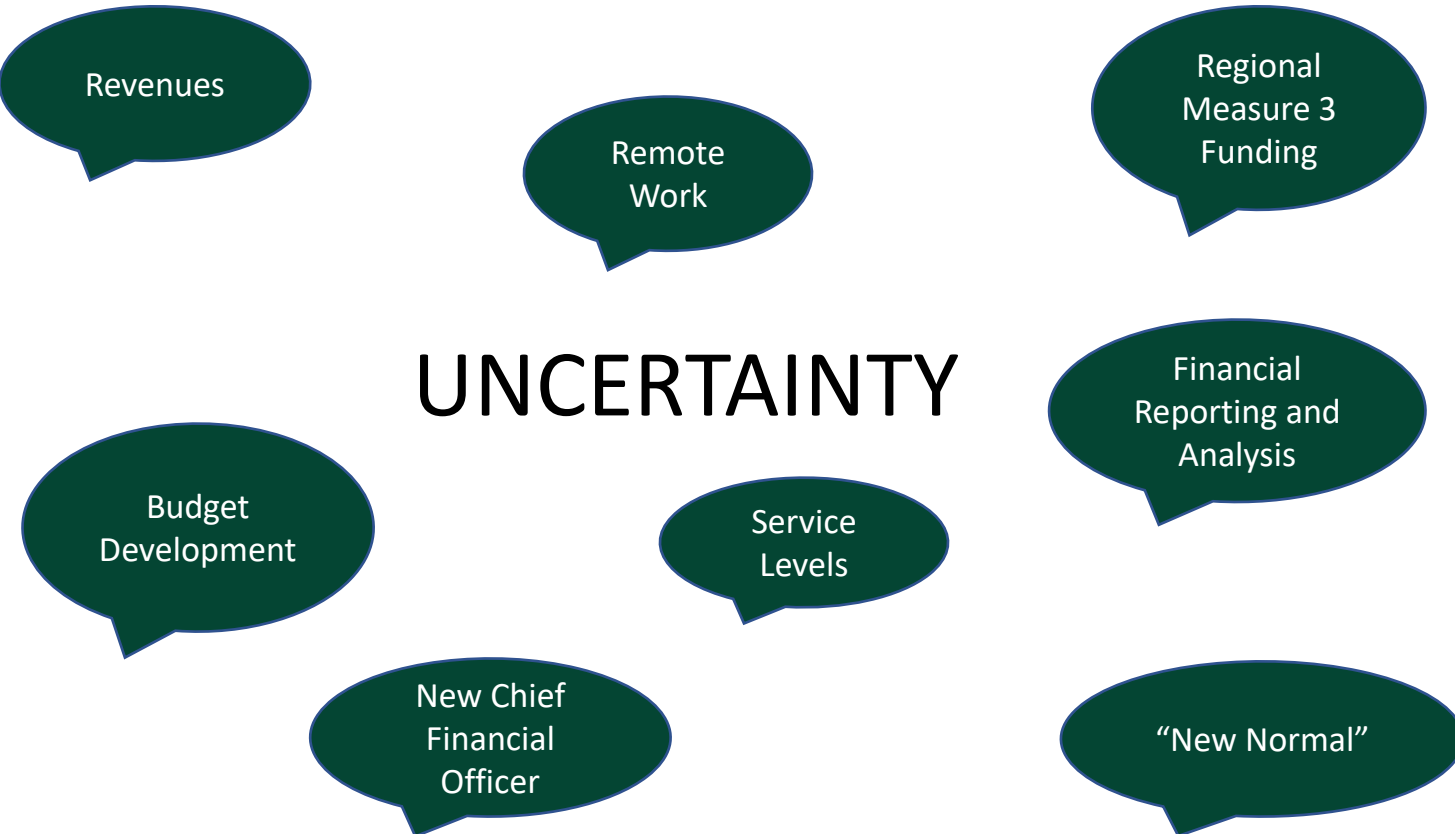 Revenues
Remote
Work
Regional
Measure 3
Funding
UNCERTAINTY
Financial
Reporting and
Analysis
Budget
Development
Service
Levels
New Chief
Financial
Officer
“New Normal”